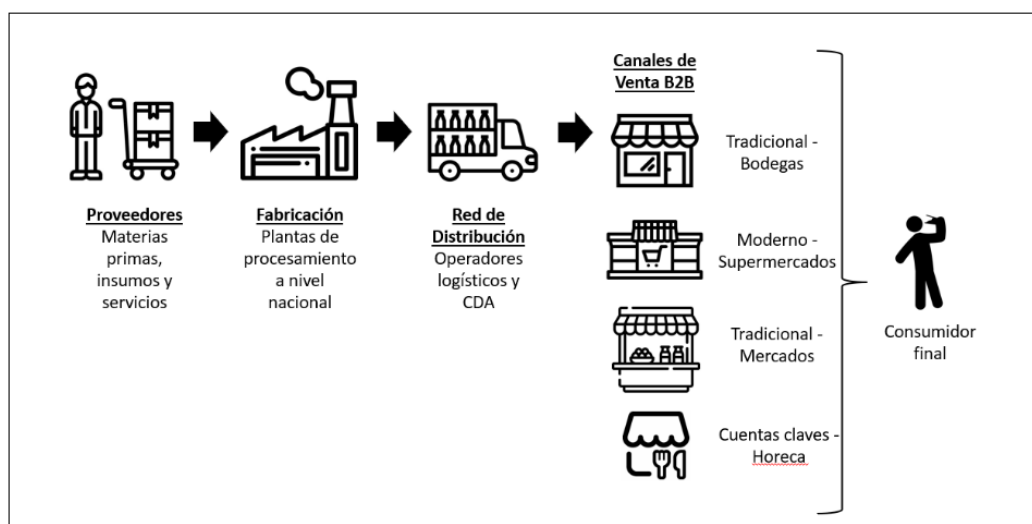 Proveedores
Materias
primas,
insumos y
servicios
Fabricación
Plantas de
procesamiento
a nivel
nacional
Red de
Distribución
Operadores
logísticos y
CDA
Canales de
Venta B2B
Tradicional -
Bodegas
Moderno -
Supermercados
Tradicional -
Mercados
Cuentas claves -
Horeca
Consumidor
final